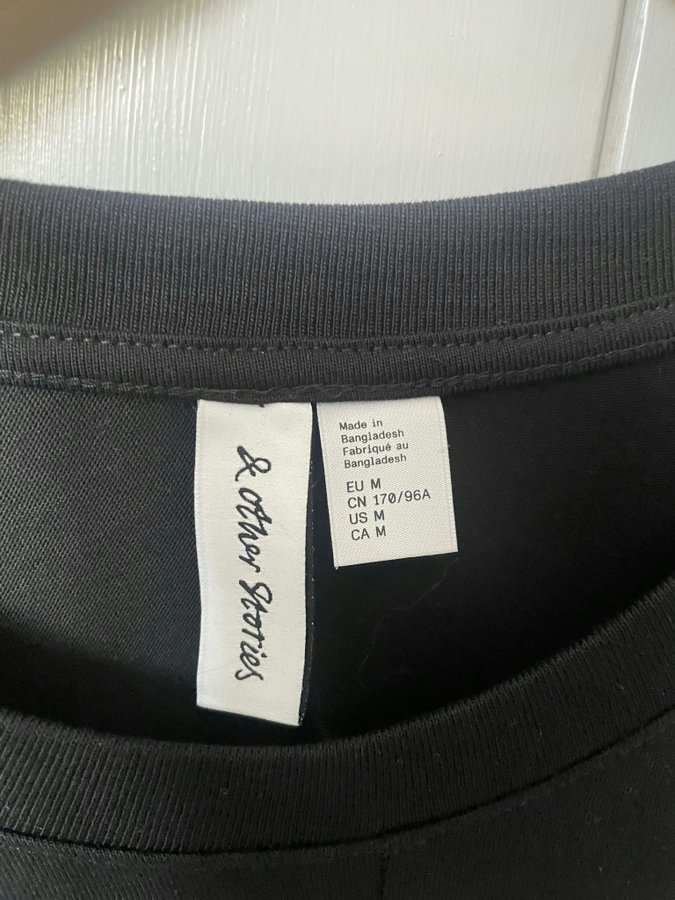 & other Stories
Made in
Bangladesh
Fabriqué au
Bangladesh
EU M
CN 170/96A
US M
CA M